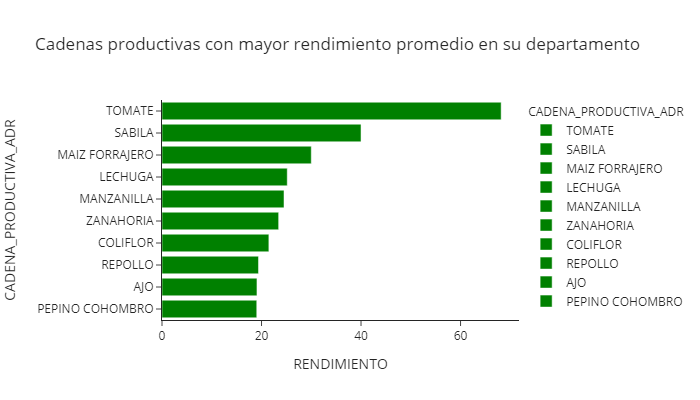 Cadenas productivas con mayor rendimiento promedio en su departamento
CADENA_PRODUCTIVA_ADR
TOMATE
SABILA
MAIZ FORRAJERO
LECHUGA
MANZANILLA
ZANAHORIA
COLIFLOR
REPOLLO
AJO
PEPINO COHOMBRO
0 20 40 60
RENDIMIENTO
CADENA_PRODUCTIVA_ADR
TOMATE
SABILA
MAIZ FORRAJERO
LECHUGA
MANZANILLA
ZANAHORIA
COLIFLOR
REPOLLO
AJO
PEPINO COHOMBRO